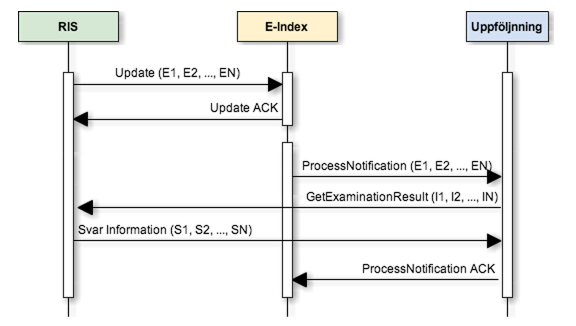 RIS
E-Index
Uppföljnning
Update (E1, E2, ..., EN)
Update ACK
ProcessNotification (E1, E2, ..., EN)
GetExaminationResult (I1, I2, ..., IN)
Svar Information (S1, S2, ..., SN)
ProcessNotification ACK